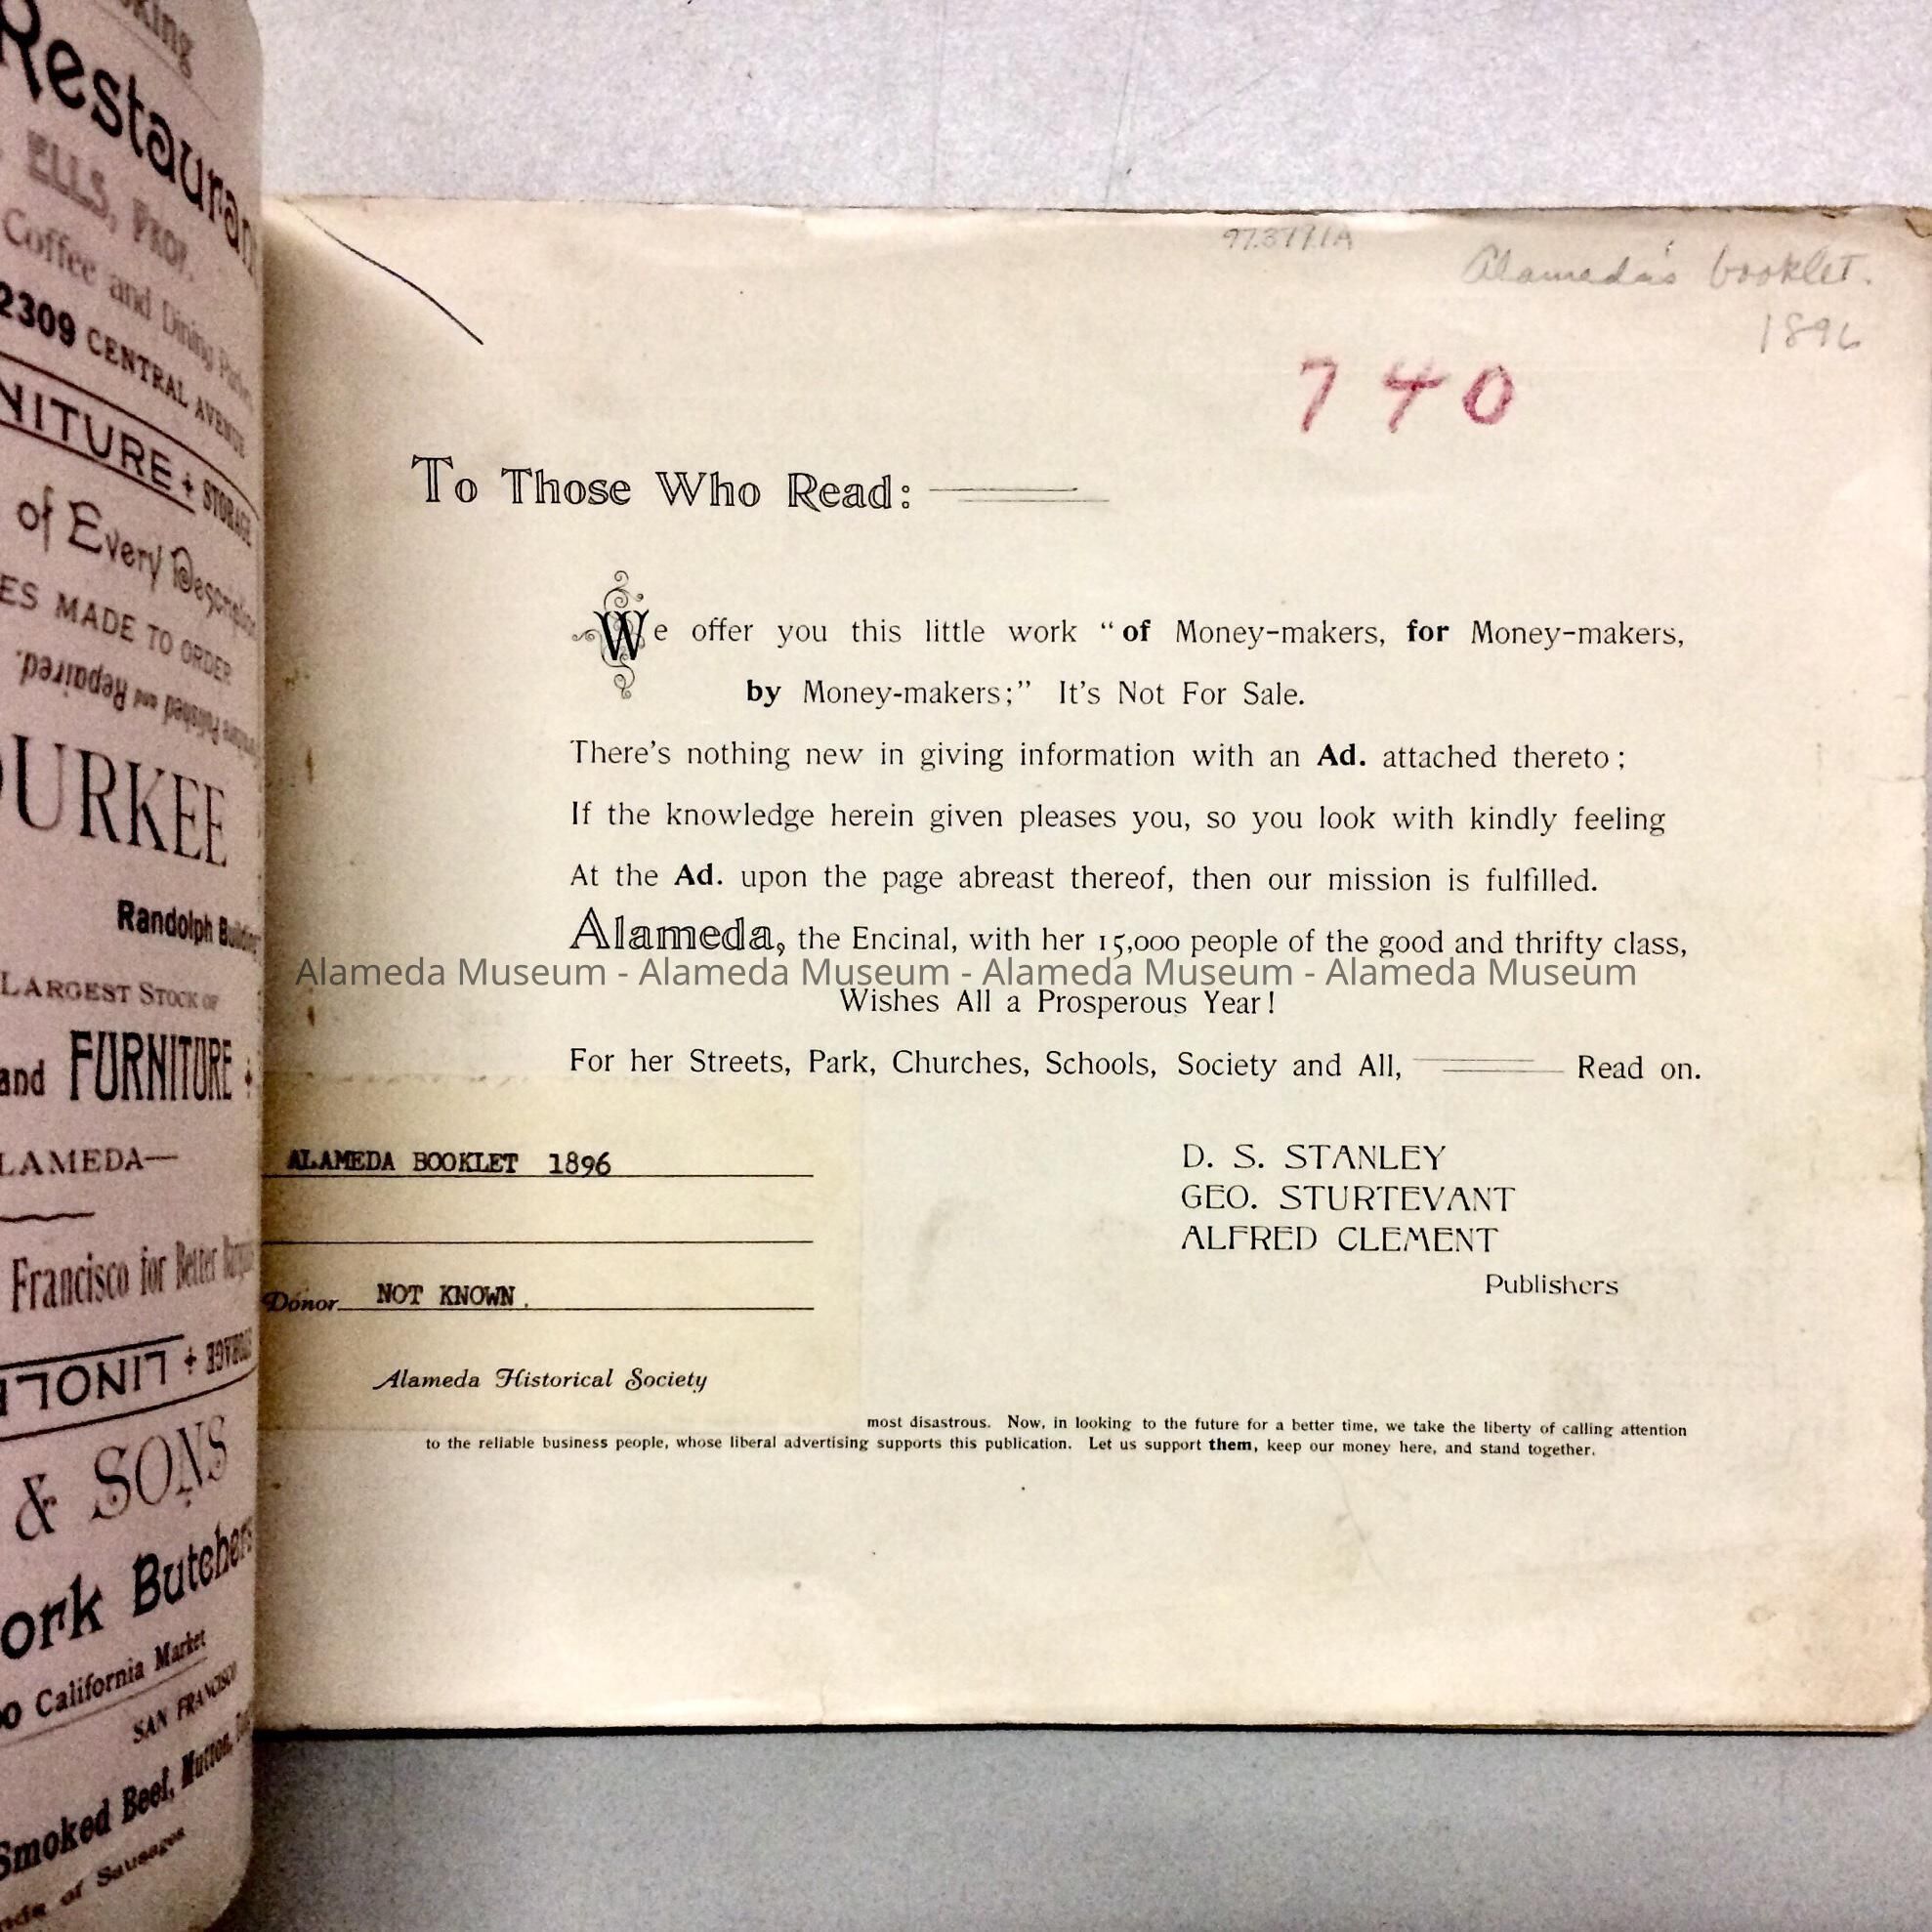 Restaurant
ELLS, PROP.
Coffee and Dining
2309 CENTRAL AVENUE
NITURE + STORAGE
of Every Description
ES MADE TO ORDER
Polished and Repaired.
URKEE
Randolph Building
LARGEST STOCK OF
and FURNITURE +
LAMEDA—
Francisco for Better
LINOL + STORAGE
& SONS
ork Butchers
California Market
SAN FRANCISCO
Smoked Beef, Mutton,
of Sausages
Alameda's booklet.
1896
740
To Those Who Read:
We offer you this little work "of Money-makers, for Money-makers,
by Money-makers;" It's Not For Sale.
There's nothing new in giving information with an Ad. attached thereto;
If the knowledge herein given pleases you, so you look with kindly feeling
At the Ad. upon the page abreast thereof, then our mission is fulfilled.
Alameda, the Encinal, with her 15,000 people of the good and thrifty class,
Alameda Museum - Alameda Museum - Alameda Museum - Alameda Museum
Wishes All a Prosperous Year!
For her Streets, Park, Churches, Schools, Society and All, Read on.
D. S. STANLEY
GEO. STURTEVANT
ALFRED CLEMENT
Publishers
ALAMEDA BOOKLET 1896
Donor NOT KNOWN.
Alameda Historical Society
most disastrous. Now, in looking to the future for a better time, we take the liberty of calling attention
to the reliable business people, whose liberal advertising supports this publication. Let us support them, keep our money here, and stand together.